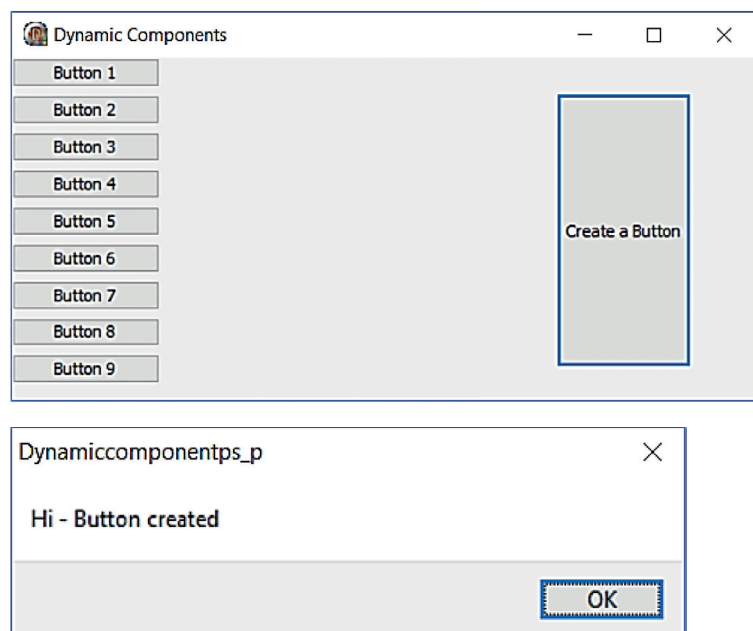 Dynamic Components
Button 1
Button 2
Button 3
Button 4
Button 5
Button 6
Button 7
Button 8
Button 9
Create a Button
Dynamiccomponentps_p
Hi - Button created
OK